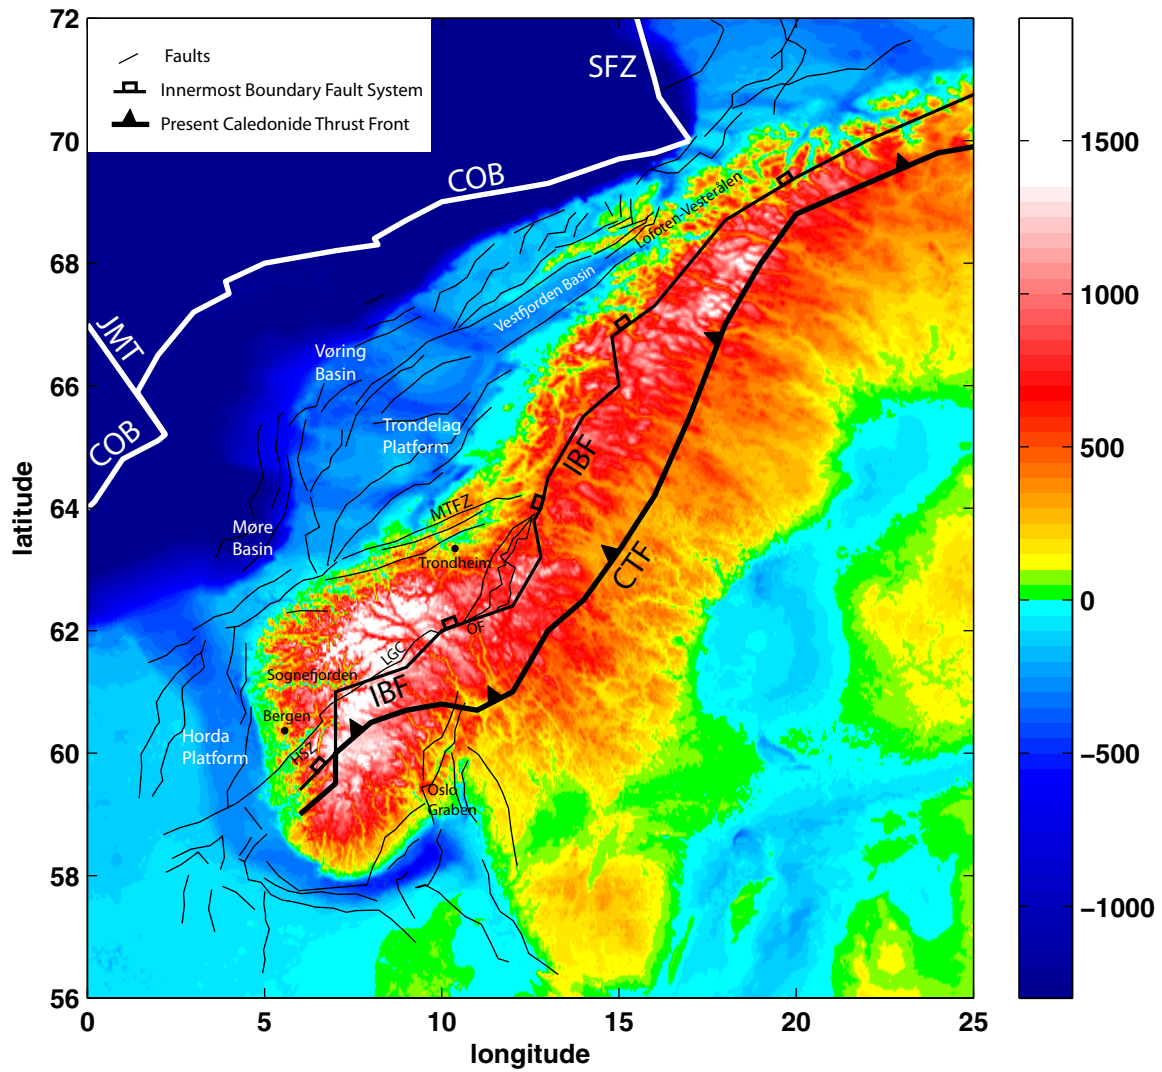 72
70
68
66
64
62
60
58
56
latitude
0
5
10
15
20
25
longitude
1500
1000
500
0
−500
−1000
Faults
Innermost Boundary Fault System
Present Caledonide Thrust Front
SFZ
COB
JMT
COB
Lofoten-Vesterålen
Vestfjorden Basin
Vøring
Basin
Trondelag
Platform
IBF
MTFZ
Møre
Basin
Trondheim
CTF
OF
LGC
Sognefjorden
IBF
Bergen
Horda
Platform
HSZ
Oslo
Graben